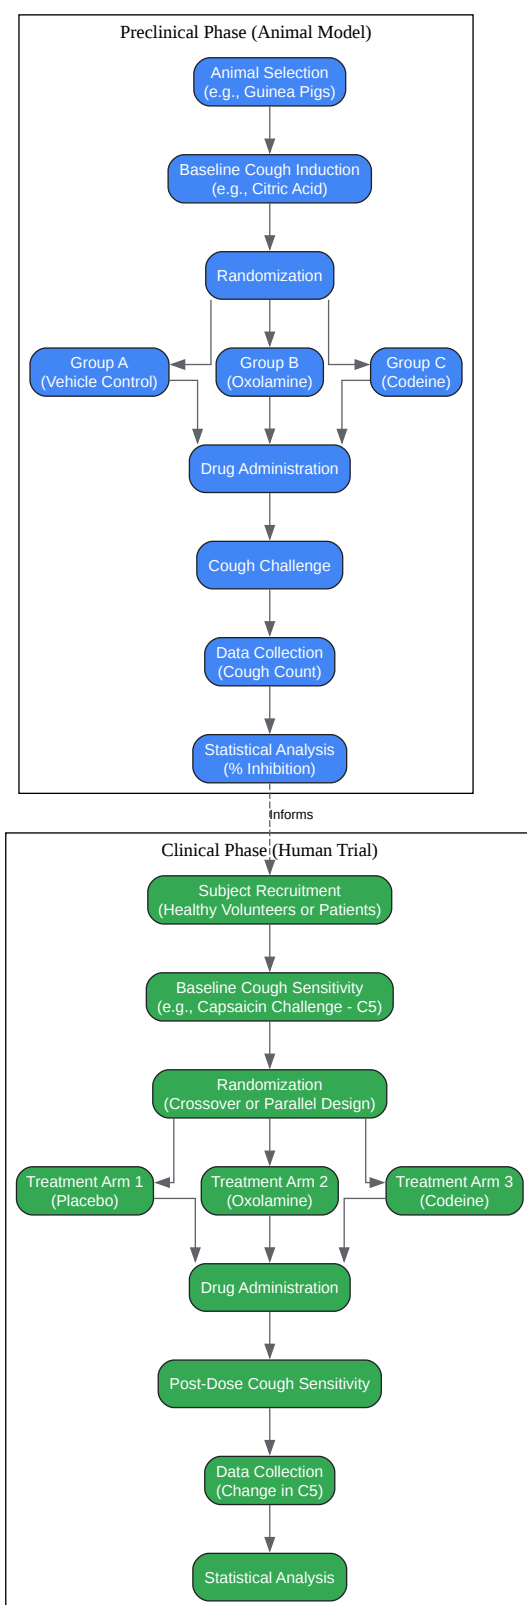 Preclinical Phase (Animal Model)
Animal Selection
(e.g., Guinea Pigs)
Baseline Cough Induction
(e.g., Citric Acid)
Randomization
Group A
(Vehicle Control)
Group B
(Oxolamine)
Group C
(Codeine)
Drug Administration
Cough Challenge
Data Collection
(Cough Count)
Statistical Analysis
(% Inhibition)
Informs
Clinical Phase (Human Trial)
Subject Recruitment
(Healthy Volunteers or Patients)
Baseline Cough Sensitivity
(e.g., Capsaicin Challenge - C5)
Randomization
(Crossover or Parallel Design)
Treatment Arm 1
(Placebo)
Treatment Arm 2
(Oxolamine)
Treatment Arm 3
(Codeine)
Drug Administration
Post-Dose Cough Sensitivity
Data Collection
(Change in C5)
Statistical Analysis